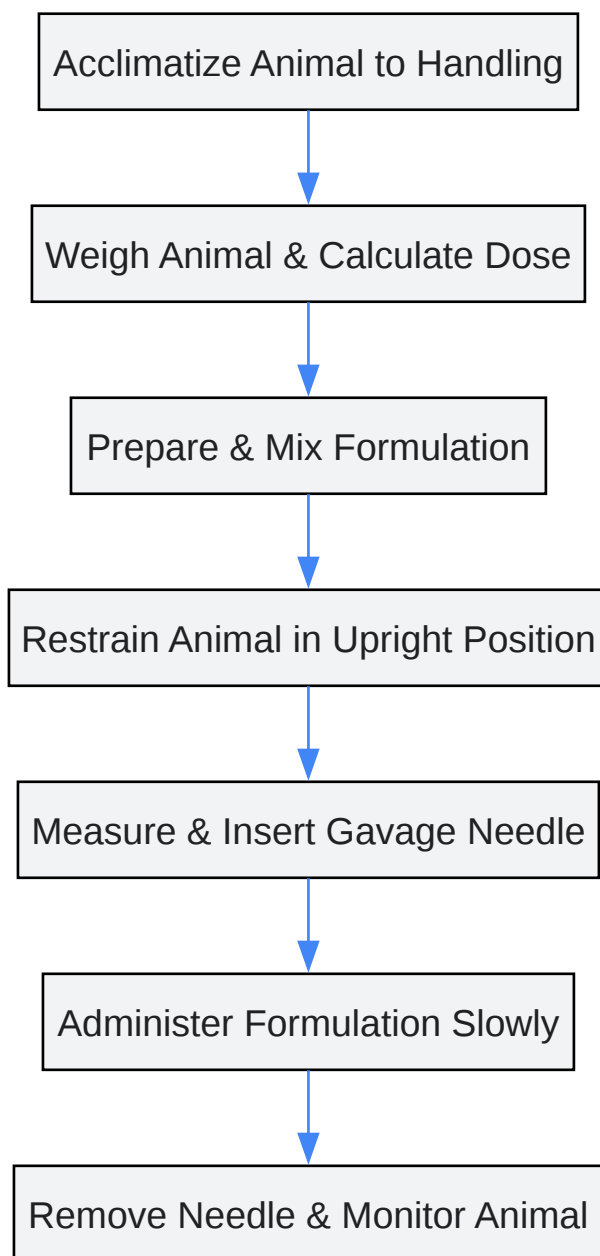 Acclimatize Animal to Handling
Weigh Animal & Calculate Dose
Prepare & Mix Formulation
Restrain Animal in Upright Position
Measure & Insert Gavage Needle
Administer Formulation Slowly
Remove Needle & Monitor Animal